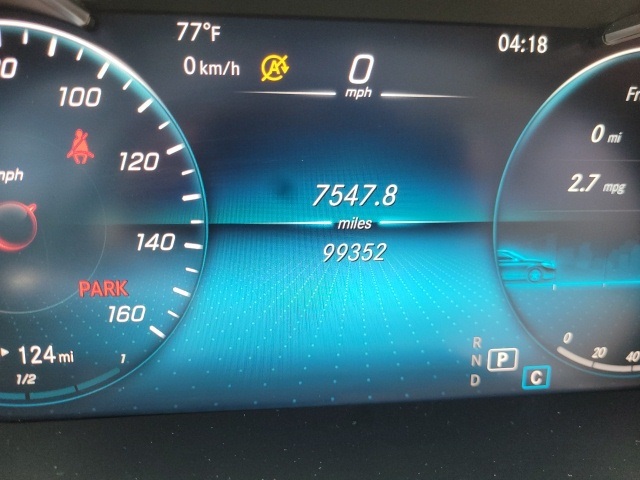 77°F
04:18
0 km/h
A
0
mph
100
120
mph
140
PARK
160
124 mi
1/2
1
7547.8
miles
99352
0 mi
2.7 mpg
R
N
D
P
C
0
20
40